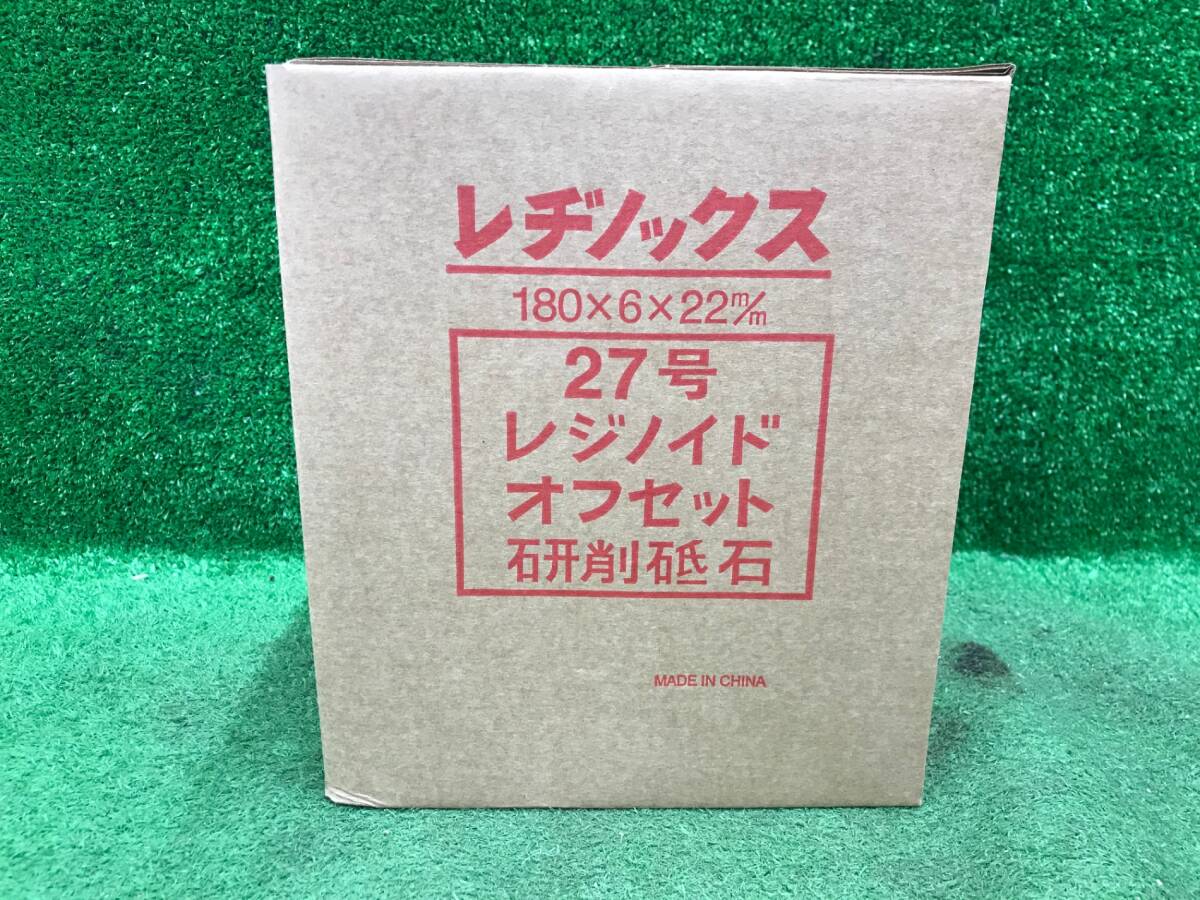 レヂノックス
180×6×22m/m
27号
レジノイド
オフセット
研削砥石
MADE IN CHINA